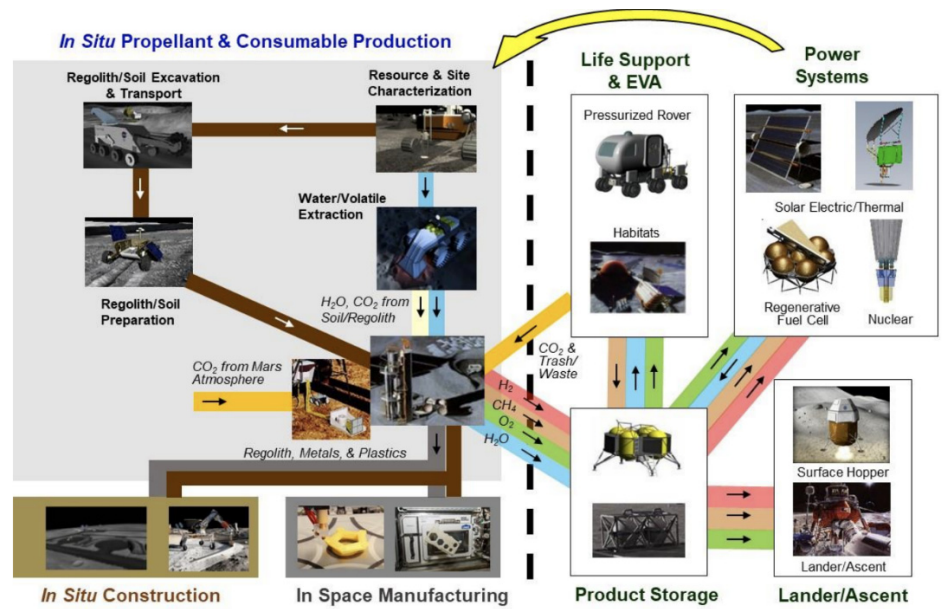 In Situ Propellant & Consumable Production
Regolith/Soil Excavation
& Transport
Resource & Site
Characterization
Water/Volatile
Extraction
Regolith/Soil
Preparation
H₂O, CO₂ from
Soil/Regolith
CO₂ from Mars
Atmosphere
Regolith, Metals, & Plastics
In Situ Construction
In Space Manufacturing
Life Support
& EVA
Pressurized Rover
Habitats
CO₂ &
Trash/
Waste
H₂
CH₄
O₂
H₂O
Power
Systems
Solar Electric/Thermal
Regenerative
Fuel Cell
Nuclear
Product Storage
Surface Hopper
Lander/Ascent
Lander/Ascent